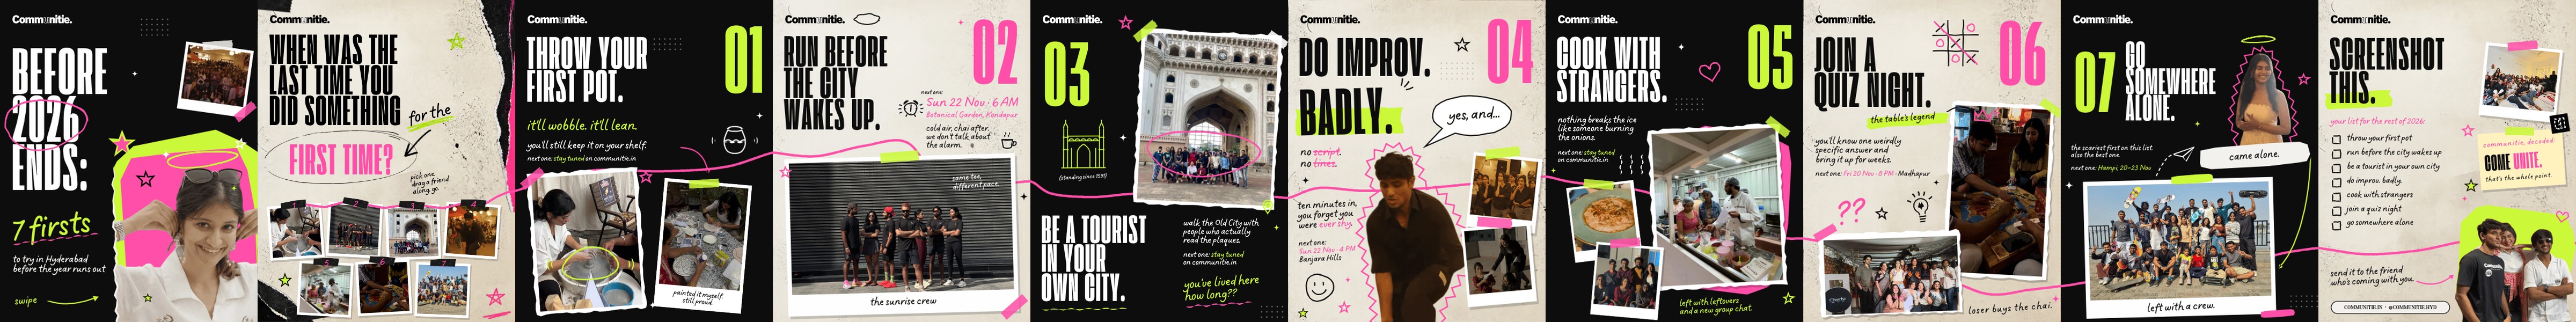 Communitie.
BEFORE
2026
ENDS:
7 firsts
to try in Hyderabad
before the year runs out
swipe
Communitie.
WHEN WAS THE
LAST TIME YOU
DID SOMETHING
for the
FIRST TIME?
pick one.
drag a friend
along. go.
1
2
3
4
5
6
7
Communitie.
01
THROW YOUR
FIRST POT.
it'll wobble. it'll lean.
you'll still keep it on your shelf.
next one: stay tuned on communitie.in
painted it myself.
still proud.
Communitie.
02
RUN BEFORE
THE CITY
WAKES UP.
next one:
Sun 22 Nov · 6 AM
Botanical Garden, Kondapur
cold air, chai after.
we don't talk about
the alarm.
same tee,
different pace.
the sunrise crew
Communitie.
03
(standing since 1591)
BE A TOURIST
IN YOUR
OWN CITY.
walk the Old City with
people who actually
read the plaques.
next one: stay tuned
on communitie.in
you've lived here
how long??
Communitie.
04
DO IMPROV.
BADLY.
yes, and...
no script.
no lines.
ten minutes in,
you forget you
were ever shy.
next one:
Sun 22 Nov · 4 PM
Banjara Hills
Communitie.
05
COOK WITH
STRANGERS.
nothing breaks the ice
like someone burning
the onions.
next one: stay tuned
on communitie.in
left with leftovers
and a new group chat.
Communitie.
06
JOIN A
QUIZ NIGHT.
the table's legend
you'll know one weirdly
specific answer and
bring it up for weeks.
next one: Fri 20 Nov · 8 PM · Madhapur
??
loser buys the chai.
Communitie.
07
GO
SOMEWHERE
ALONE.
the scariest first on this list.
also the best one.
next one: Hampi, 20–23 Nov
came alone.
left with a crew.
Communitie.
SCREENSHOT
THIS.
your list for the rest of 2026:
throw your first pot
run before the city wakes up
be a tourist in your own city
do improv. badly.
cook with strangers
join a quiz night
go somewhere alone
communitie, decoded:
COME UNITE.
that's the whole point.
send it to the friend
who's coming with you.
COMMUNITIE.IN · @COMMUNITIE.HYD